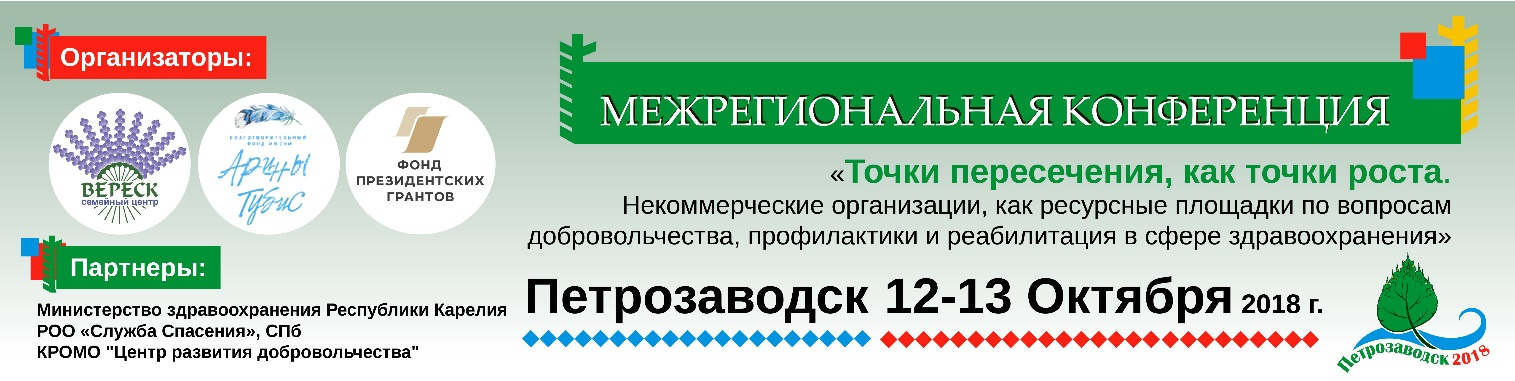 Организаторы:
ВЕРЕСК
СЕМЕЙНЫЙ ЦЕНТР
БЛАГОТВОРИТЕЛЬНЫЙ
ФОНД ИМЕНИ
Арины
Тубис
ФОНД
ПРЕЗИДЕНТСКИХ
ГРАНТОВ
Партнеры:
Министерство здравоохранения Республики Карелия
РОО «Служба Спасения», СПб
КРОМО "Центр развития добровольчества"
МЕЖРЕГИОНАЛЬНАЯ КОНФЕРЕНЦИЯ
«Точки пересечения, как точки роста.
Некоммерческие организации, как ресурсные площадки по вопросам
добровольчества, профилактики и реабилитация в сфере здравоохранения»
Петрозаводск 12-13 Октября 2018 г.
Петрозаводск 2018